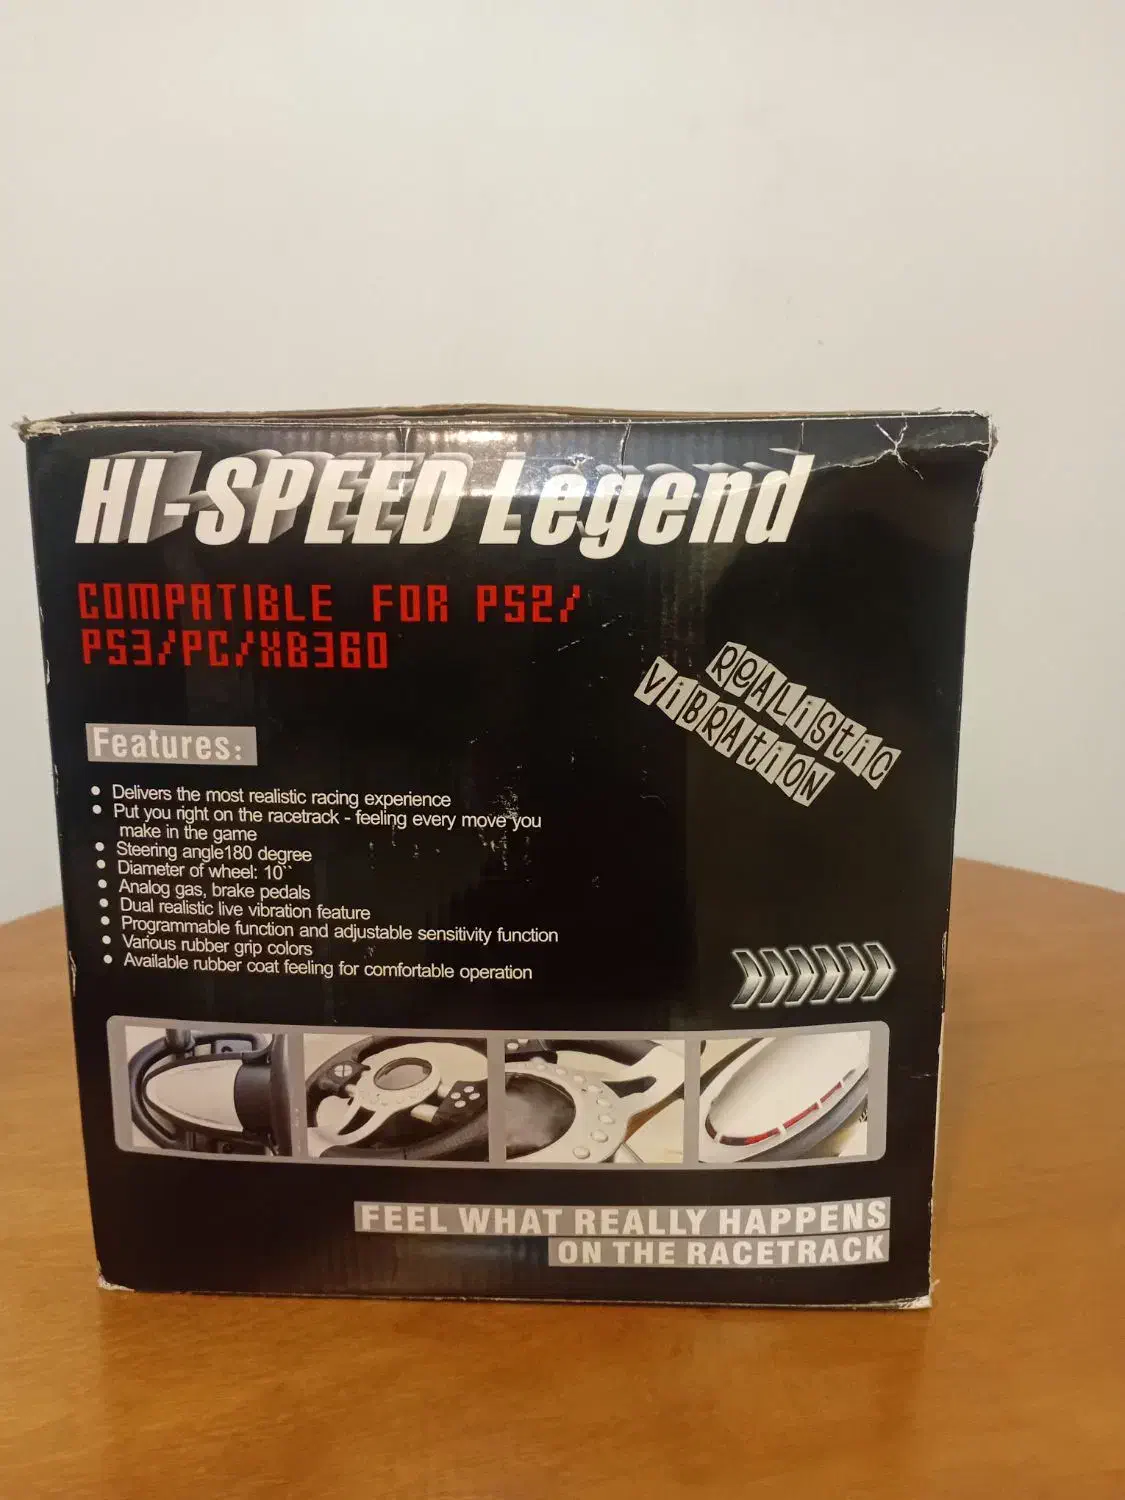 HI-SPEED Legend
COMPATIBLE FOR PS2/
PS3/PC/XB360
REALiStiC
ViBRAtiON
Features:
• Delivers the most realistic racing experience
• Put you right on the racetrack - feeling every move you
make in the game
• Steering angle180 degree
• Diameter of wheel: 10``
• Analog gas, brake pedals
• Dual realistic live vibration feature
• Programmable function and adjustable sensitivity function
• Various rubber grip colors
• Available rubber coat feeling for comfortable operation
FEEL WHAT REALLY HAPPENS
ON THE RACETRACK